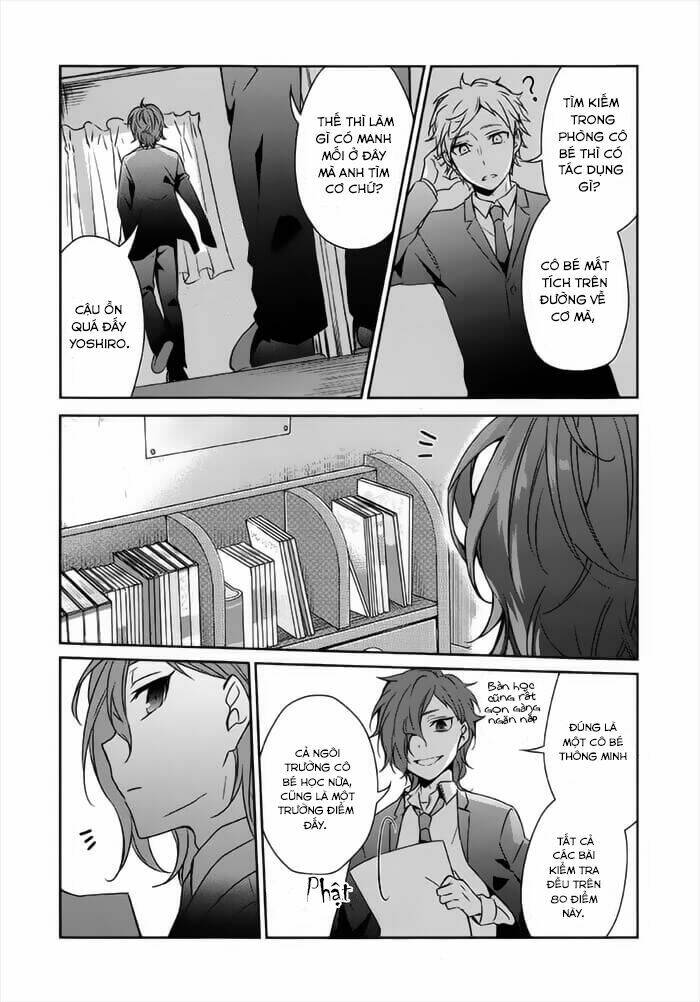 TÌM KIẾM
TRONG
PHÒNG CÔ
BÉ THÌ CÓ
TÁC DỤNG
GÌ?
CÔ BÉ MẤT
TÍCH TRÊN
ĐƯỜNG VỀ
CƠ MÀ,
THẾ THÌ LÀM
GÌ CÓ MANH
MỐI Ở ĐÂY
MÀ ANH TÌM
CƠ CHỨ?
CẬU ỒN
QUÁ ĐẤY
YOSHIRO.
ĐÚNG LÀ
MỘT CÔ BÉ
THÔNG MINH
TẤT CẢ
CÁC BÀI
KIỂM TRA
ĐỀU TRÊN
80 ĐIỂM
NÀY.
Bàn học
cũng rất
gọn gàng
ngăn nắp
CẢ NGÔI
TRƯỜNG CÔ
BÉ HỌC NỮA,
CŨNG LÀ MỘT
TRƯỜNG ĐIỂM
ĐẤY.
Phật